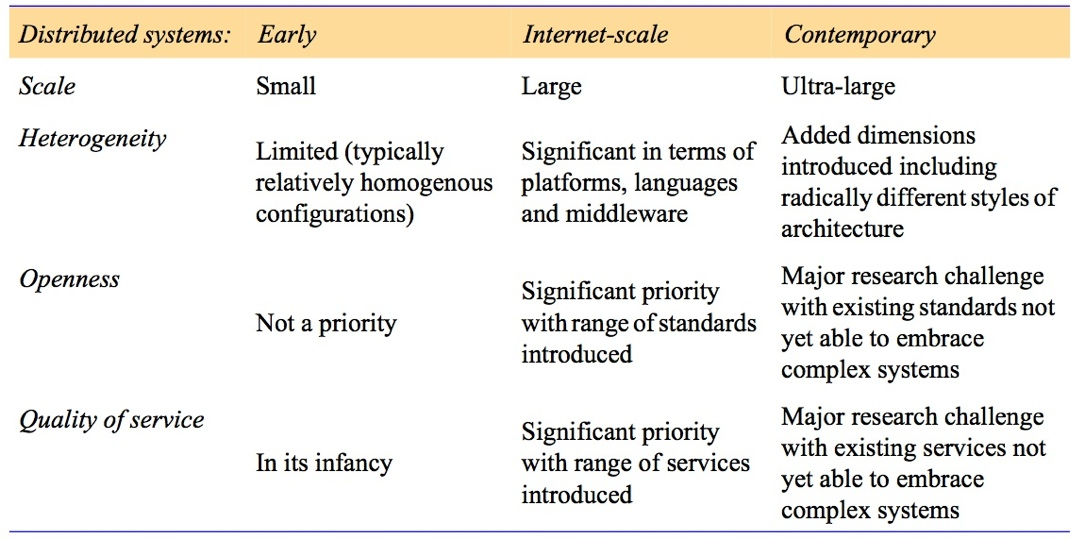 Distributed systems: Early Internet-scale Contemporary
Scale Small Large Ultra-large
Heterogeneity
Limited (typically
relatively homogenous
configurations)
Significant in terms of
platforms, languages
and middleware
Added dimensions
introduced including
radically different styles of
architecture
Openness
Not a priority
Significant priority
with range of standards
introduced
Major research challenge
with existing standards not
yet able to embrace
complex systems
Quality of service
In its infancy
Significant priority
with range of services
introduced
Major research challenge
with existing services not
yet able to embrace
complex systems